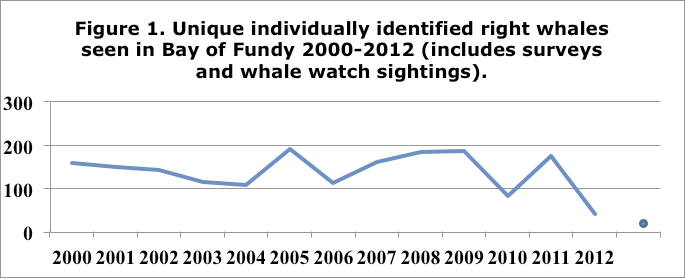 Figure 1. Unique individually identified right whales
seen in Bay of Fundy 2000-2012 (includes surveys
and whale watch sightings).
300
200
100
0
2000 2001 2002 2003 2004 2005 2006 2007 2008 2009 2010 2011 2012